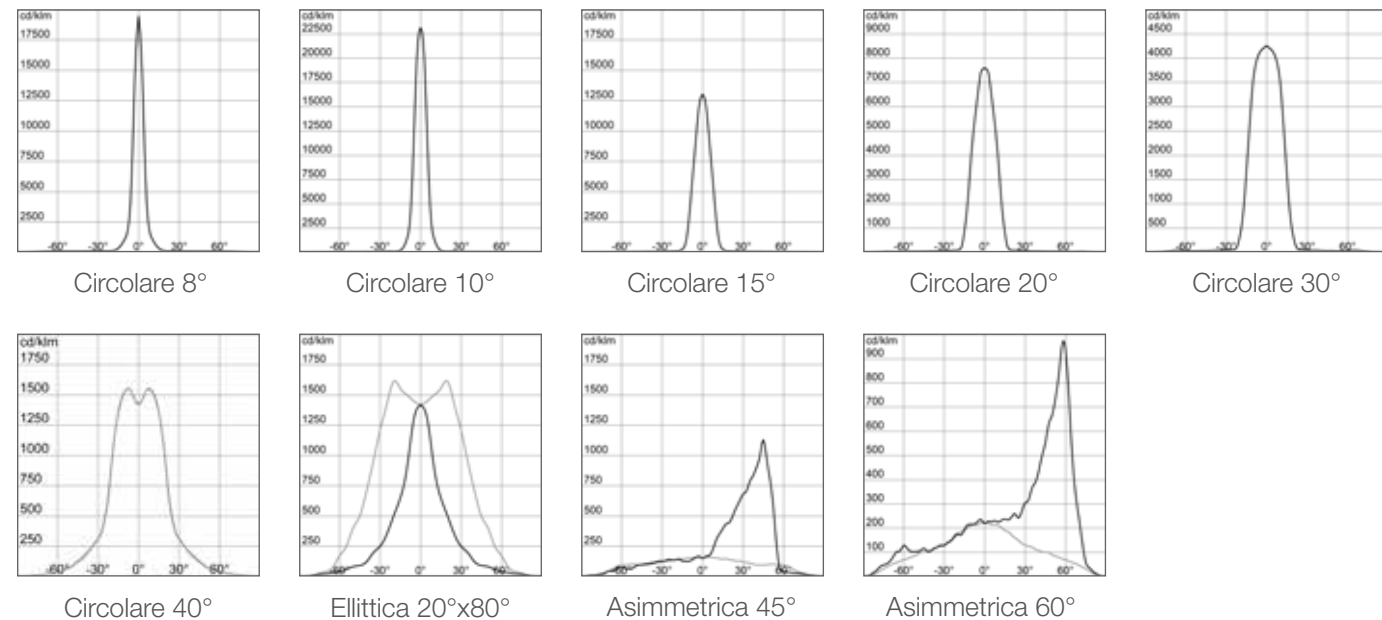 cd/klm
17500
15000
12500
10000
7500
5000
2500
-60° -30° 0° 30° 60°
Circolare 8°
cd/klm
22500
20000
17500
15000
12500
10000
7500
5000
2500
-60° -30° 0° 30° 60°
Circolare 10°
cd/klm
17500
15000
12500
10000
7500
5000
2500
-60° -30° 0° 30° 60°
Circolare 15°
cd/klm
9000
8000
7000
6000
5000
4000
3000
2000
1000
-60° -30° 0° 30° 60°
Circolare 20°
cd/klm
4500
4000
3500
3000
2500
2000
1500
1000
500
-60° -30° 0° 30° 60°
Circolare 30°
cd/klm
1750
1500
1250
1000
750
500
250
-60° -30° 0° 30° 60°
Circolare 40°
cd/klm
1750
1500
1250
1000
750
500
250
-60° -30° 0° 30° 60°
Ellittica 20°x80°
cd/klm
1750
1500
1250
1000
750
500
250
-60° -30° 0° 30° 60°
Asimmetrica 45°
cd/klm
900
800
700
600
500
400
300
200
100
-60° -30° 0° 30° 60°
Asimmetrica 60°